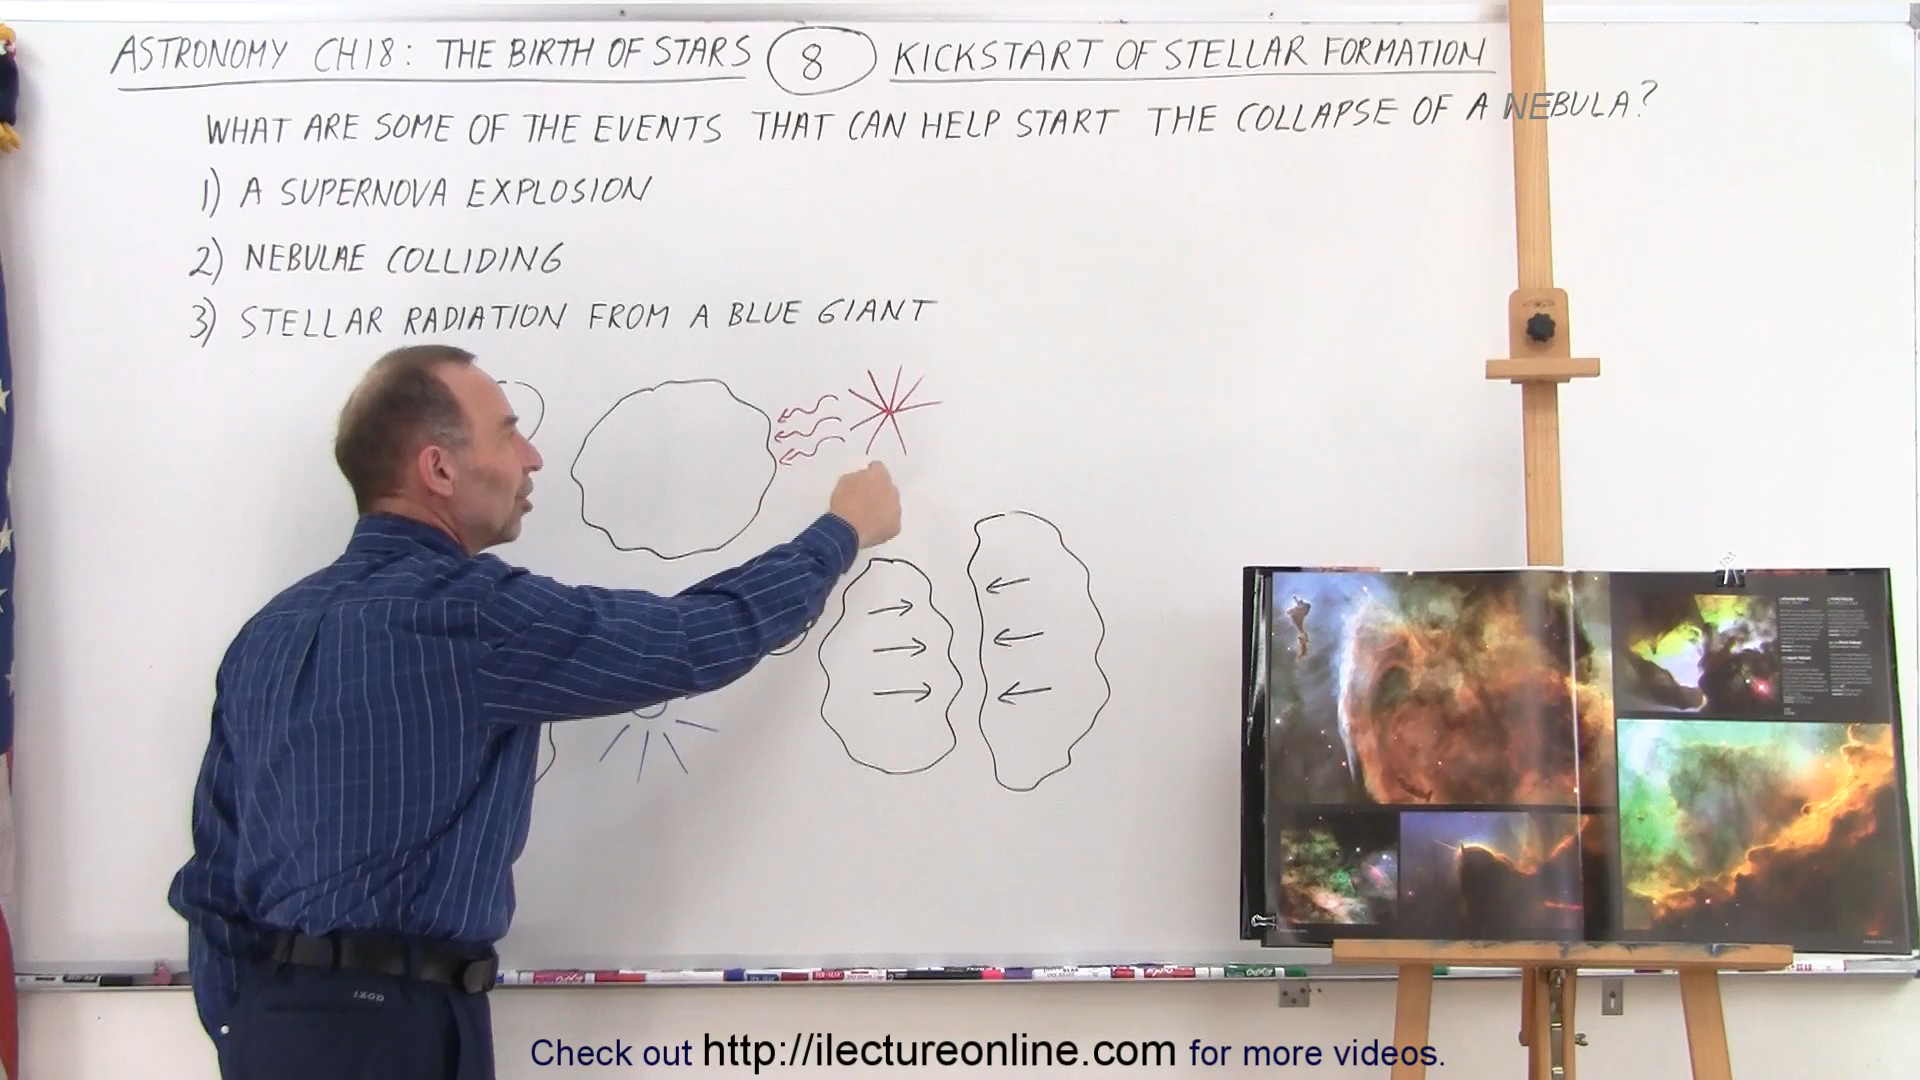 ASTRONOMY CH18: THE BIRTH OF STARS 8 KICKSTART OF STELLAR FORMATION
WHAT ARE SOME OF THE EVENTS THAT CAN HELP START THE COLLAPSE OF A NEBULA?
1) A SUPERNOVA EXPLOSION
2) NEBULAE COLLIDING
3) STELLAR RADIATION FROM A BLUE GIANT
IZOD
EXPO
Check out http://ilectureonline.com for more videos.